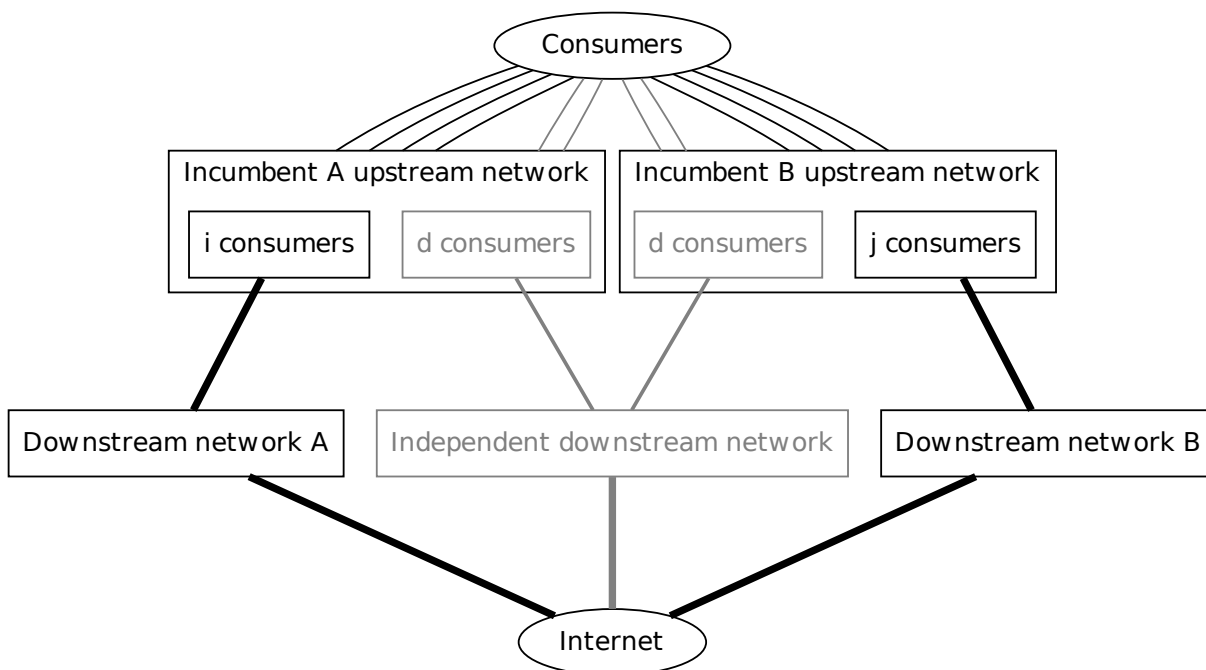 Consumers
Incumbent A upstream network
Incumbent B upstream network
i consumers
d consumers
d consumers
j consumers
Downstream network A
Independent downstream network
Downstream network B
Internet